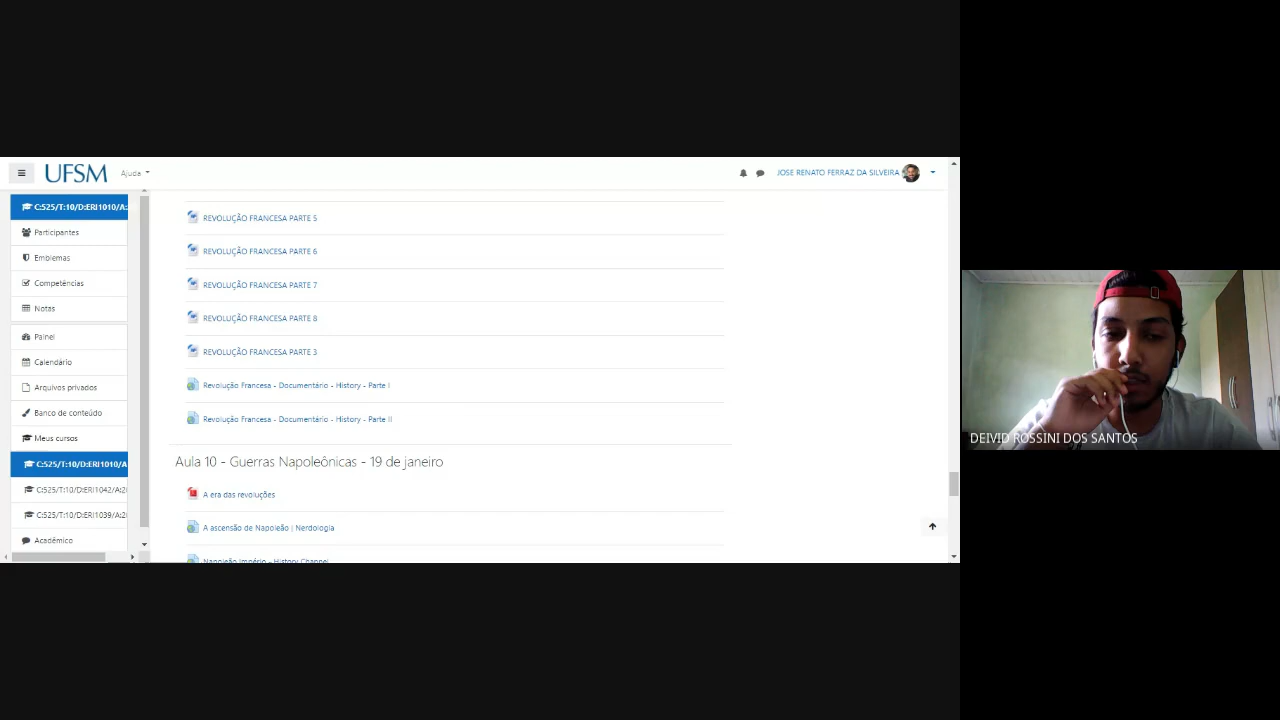 UFSM
Ajuda
JOSE RENATO FERRAZ DA SILVEIRA
C:525/T:10/D:ERI1010/A:
Participantes
Emblemas
Competências
Notas
Painel
Calendário
Arquivos privados
Banco de conteúdo
Meus cursos
C:525/T:10/D:ERI1010/A
C:525/T:10/D:ERI1042/A:2
C:525/T:10/D:ERI1039/A:2
Acadêmico
REVOLUÇÃO FRANCESA PARTE 5
REVOLUÇÃO FRANCESA PARTE 6
REVOLUÇÃO FRANCESA PARTE 7
REVOLUÇÃO FRANCESA PARTE 8
REVOLUÇÃO FRANCESA PARTE 3
Revolução Francesa - Documentário - History - Parte I
Revolução Francesa - Documentário - History - Parte II
Aula 10 - Guerras Napoleônicas - 19 de janeiro
A era das revoluções
A ascensão de Napoleão | Nerdologia
Napoleão Império - History Channel
DEIVID ROSSINI DOS SANTOS